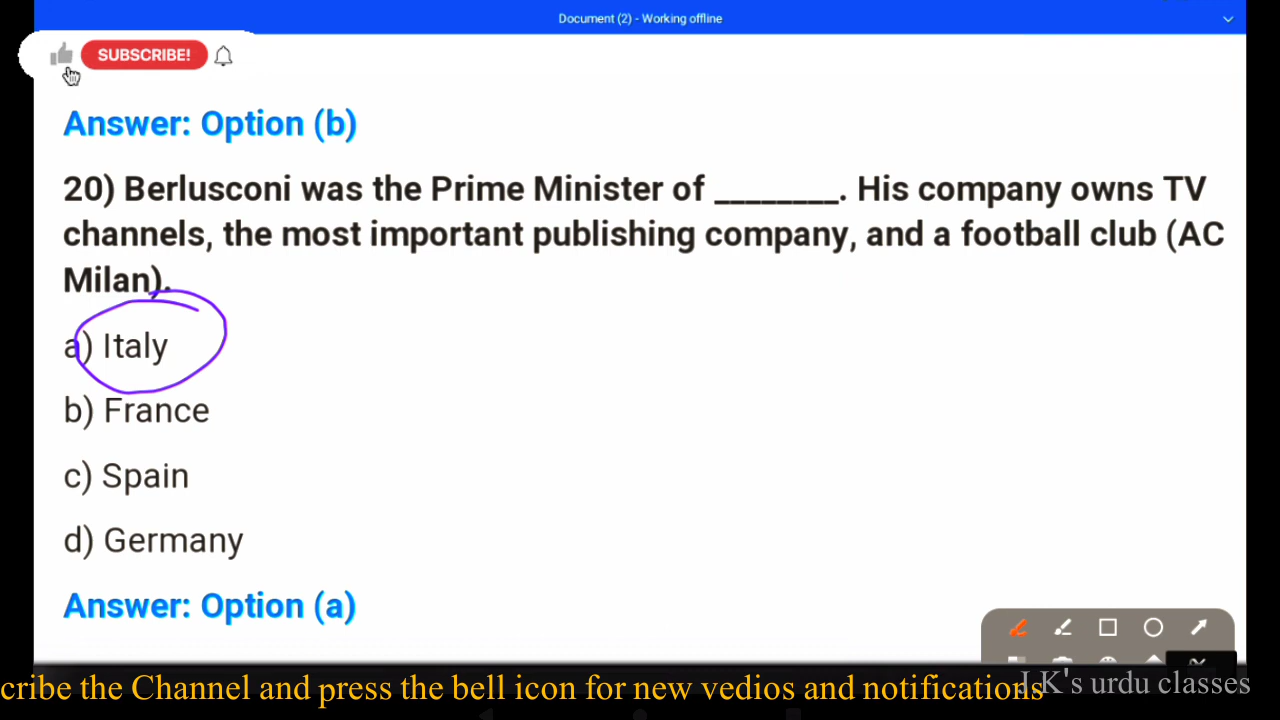 Document (2) - Working offline
SUBSCRIBE!
Answer: Option (b)
20) Berlusconi was the Prime Minister of ________. His company owns TV
channels, the most important publishing company, and a football club (AC
Milan).
a) Italy
b) France
c) Spain
d) Germany
Answer: Option (a)
cribe the Channel and press the bell icon for new vedios and notifications
J.K's urdu classes